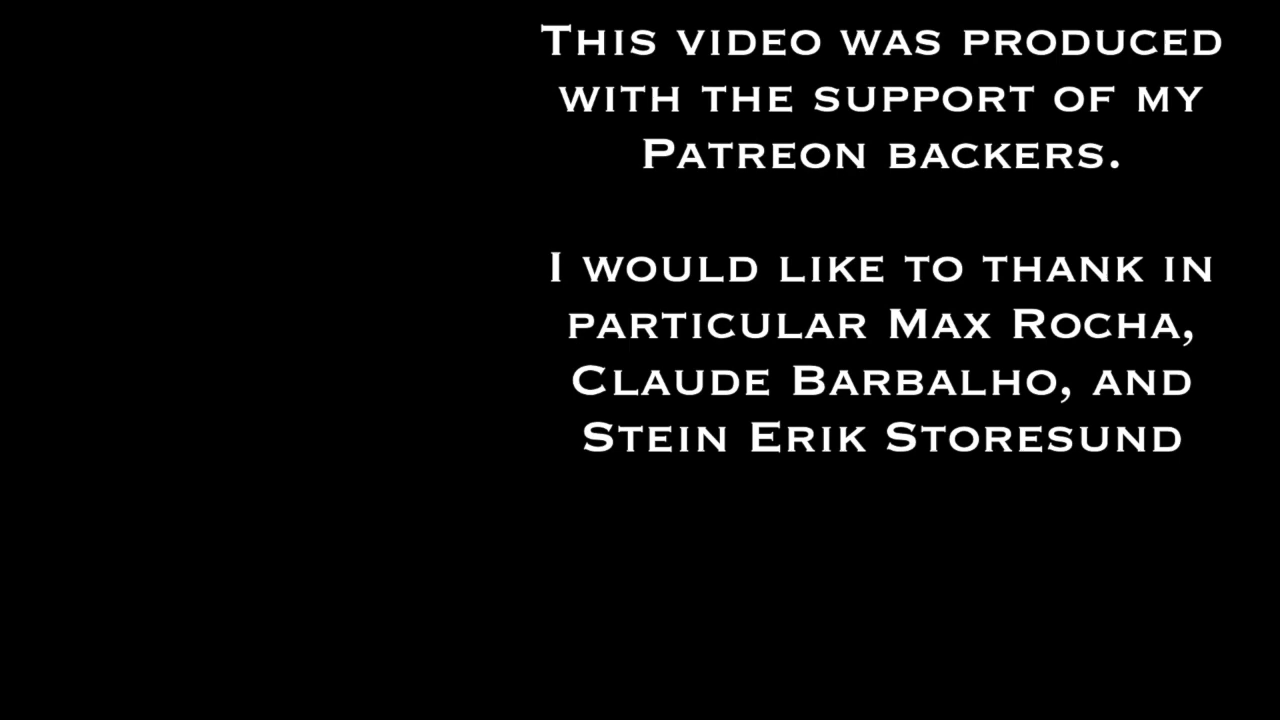 This video was produced
with the support of my
Patreon backers.
I would like to thank in
particular Max Rocha,
Claude Barbalho, and
Stein Erik Storesund